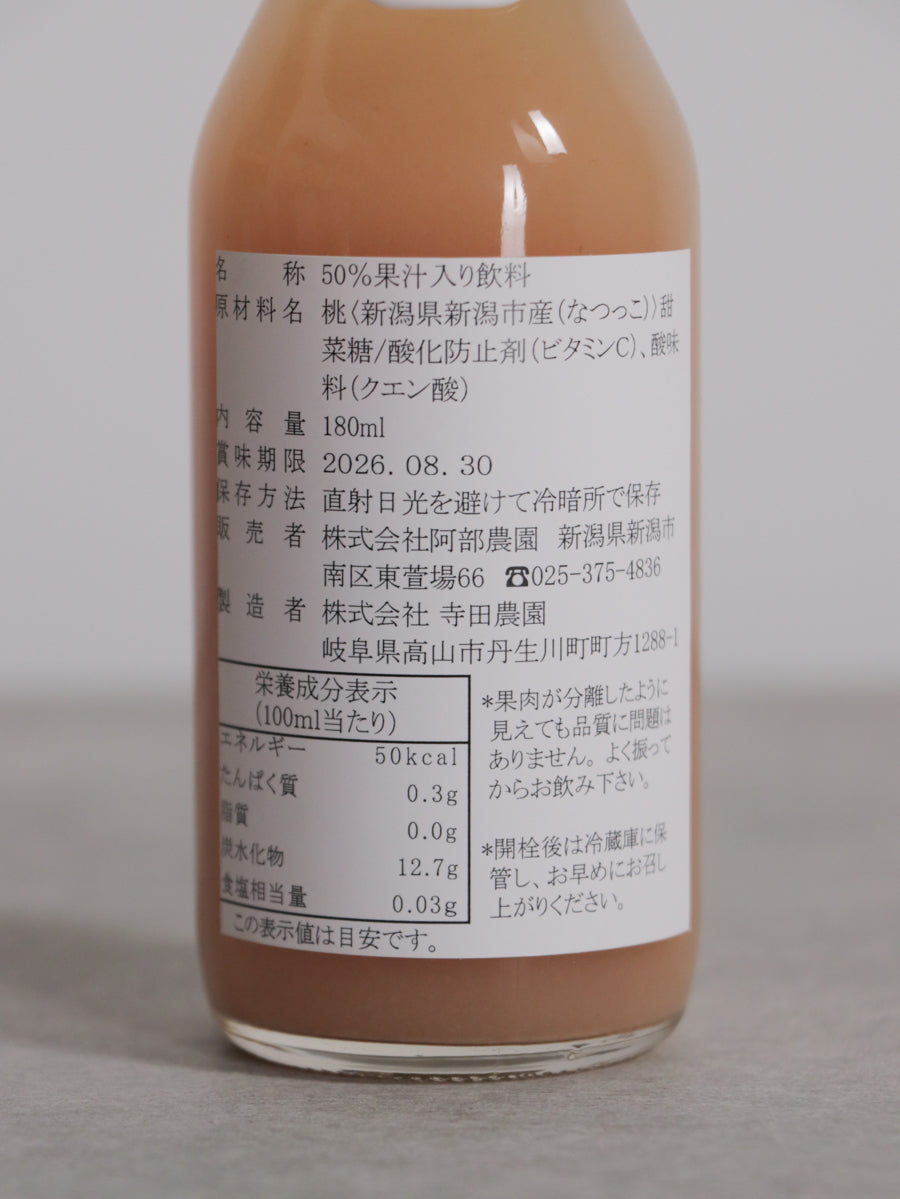 名称 50%果汁入り飲料
原材料名 桃〈新潟県新潟市産(なつっこ)〉甜
菜糖/酸化防止剤(ビタミンC)、酸味
料(クエン酸)
内容量 180ml
賞味期限 2026.08.30
保存方法 直射日光を避けて冷暗所で保存
販売者 株式会社阿部農園 新潟県新潟市
南区東萱場66 ☎025-375-4836
製造者 株式会社 寺田農園
岐阜県高山市丹生川町町方1288-1
栄養成分表示
(100ml当たり)
エネルギー 50kcal
たんぱく質 0.3g
脂質 0.0g
炭水化物 12.7g
食塩相当量 0.03g
この表示値は目安です。
*果肉が分離したように
見えても品質に問題は
ありません。よく振って
からお飲み下さい。
*開栓後は冷蔵庫に保
管し、お早めにお召し
上がりください。